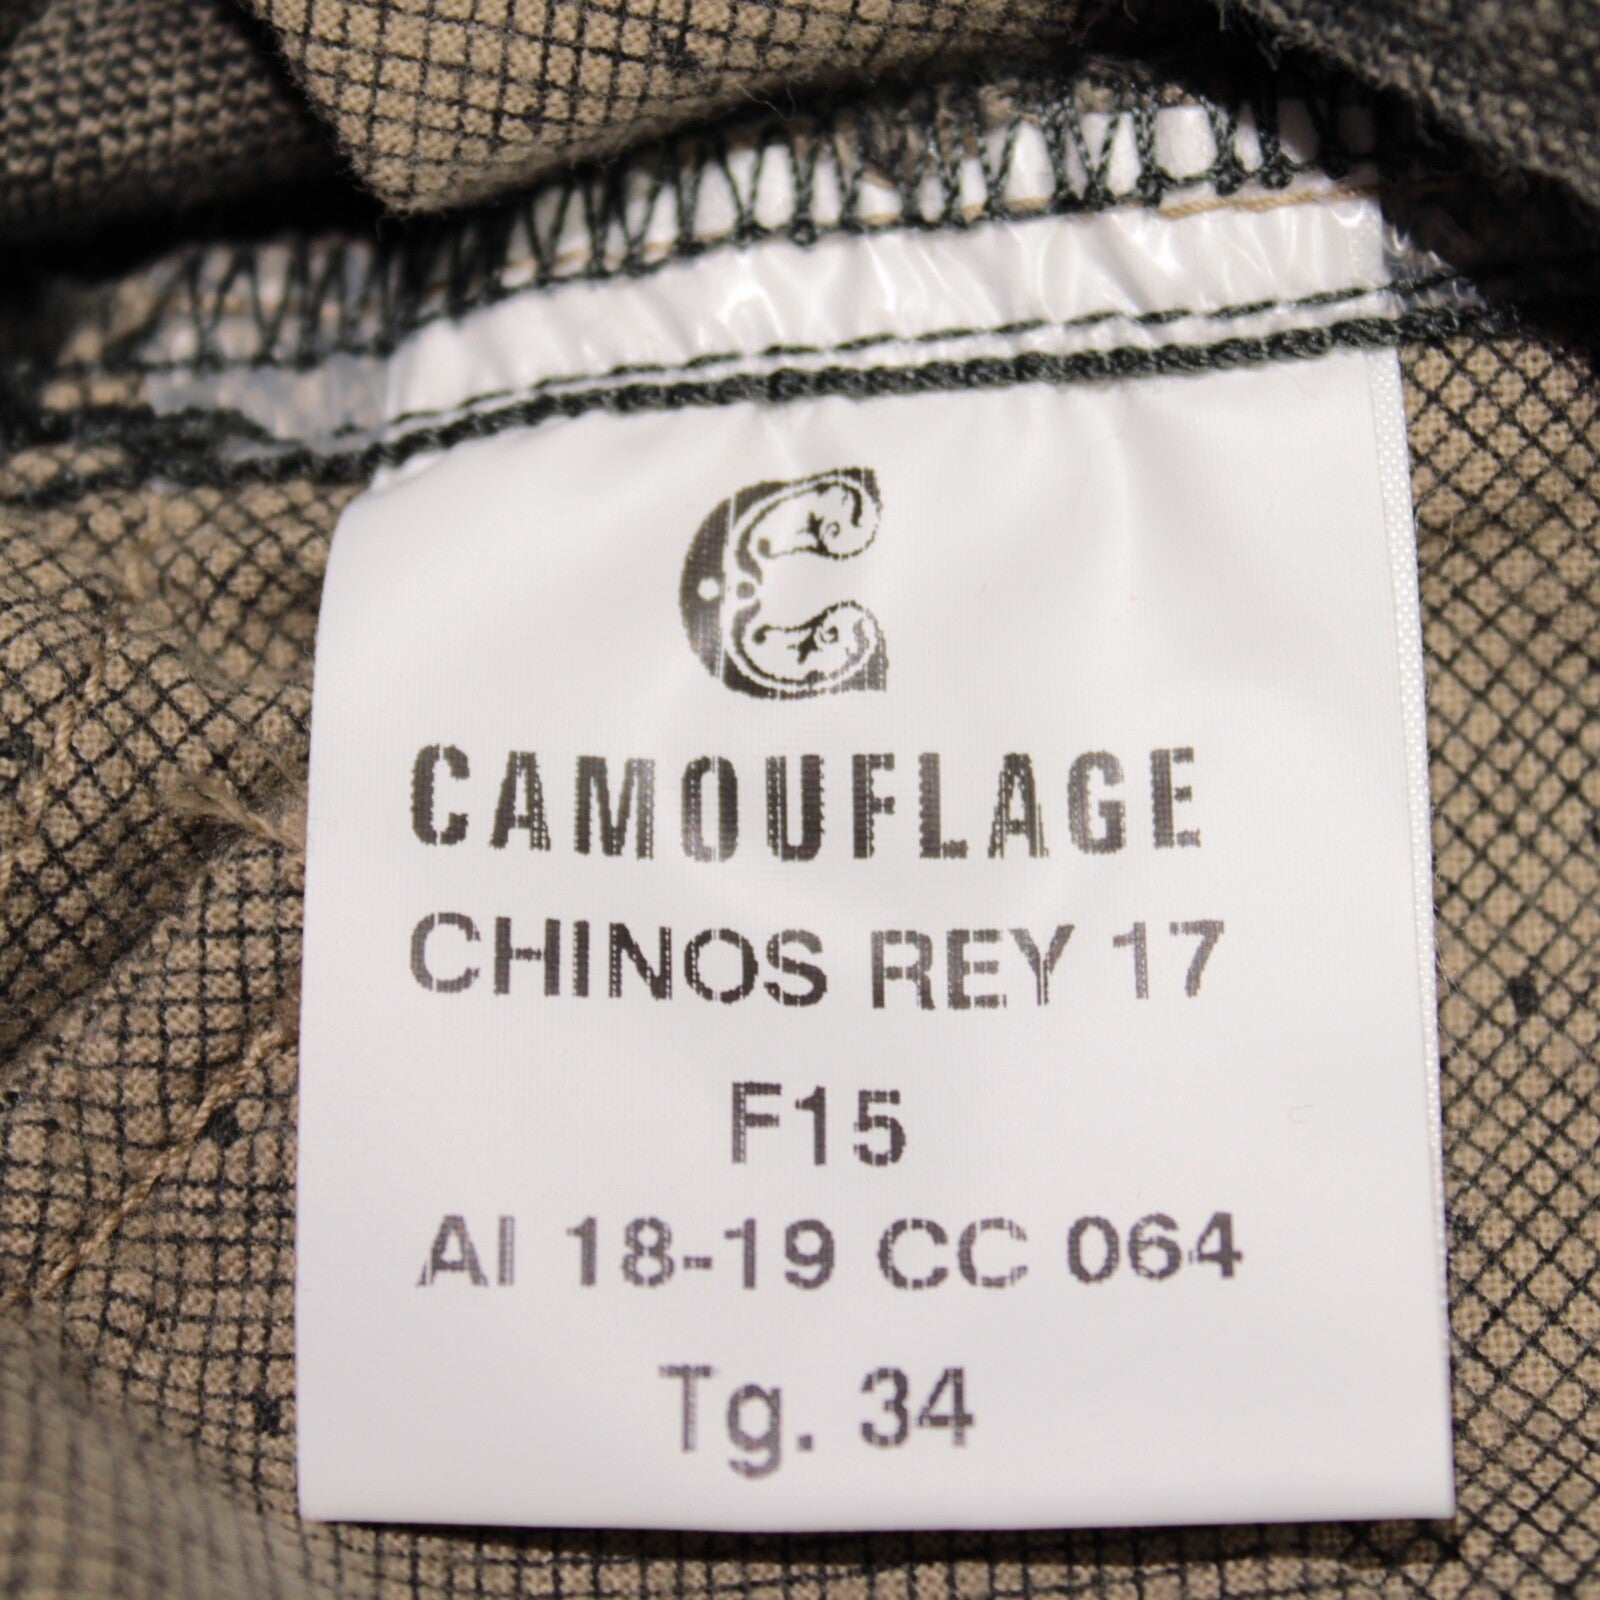 CAMOUFLAGE
CHINOS REY 17
F15
AI 18-19 CC 064
Tg. 34